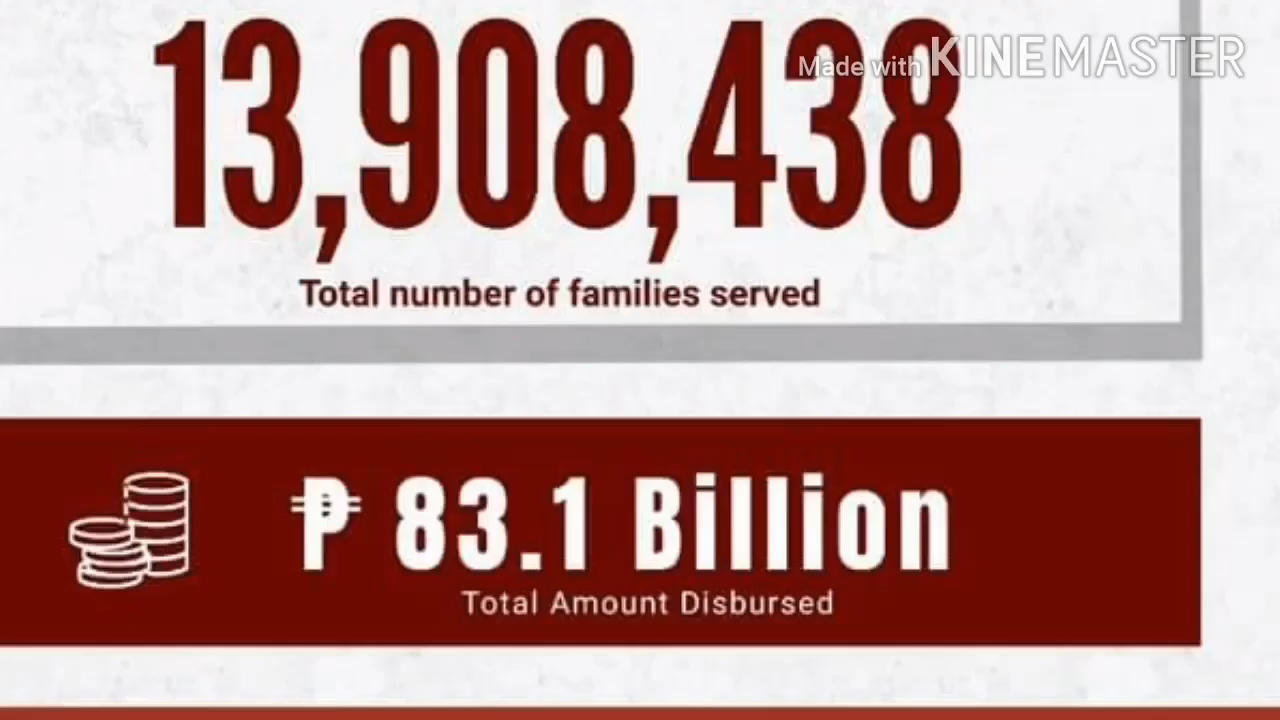 Made with KINEMASTER
13,908,438
Total number of families served
₱ 83.1 Billion
Total Amount Disbursed